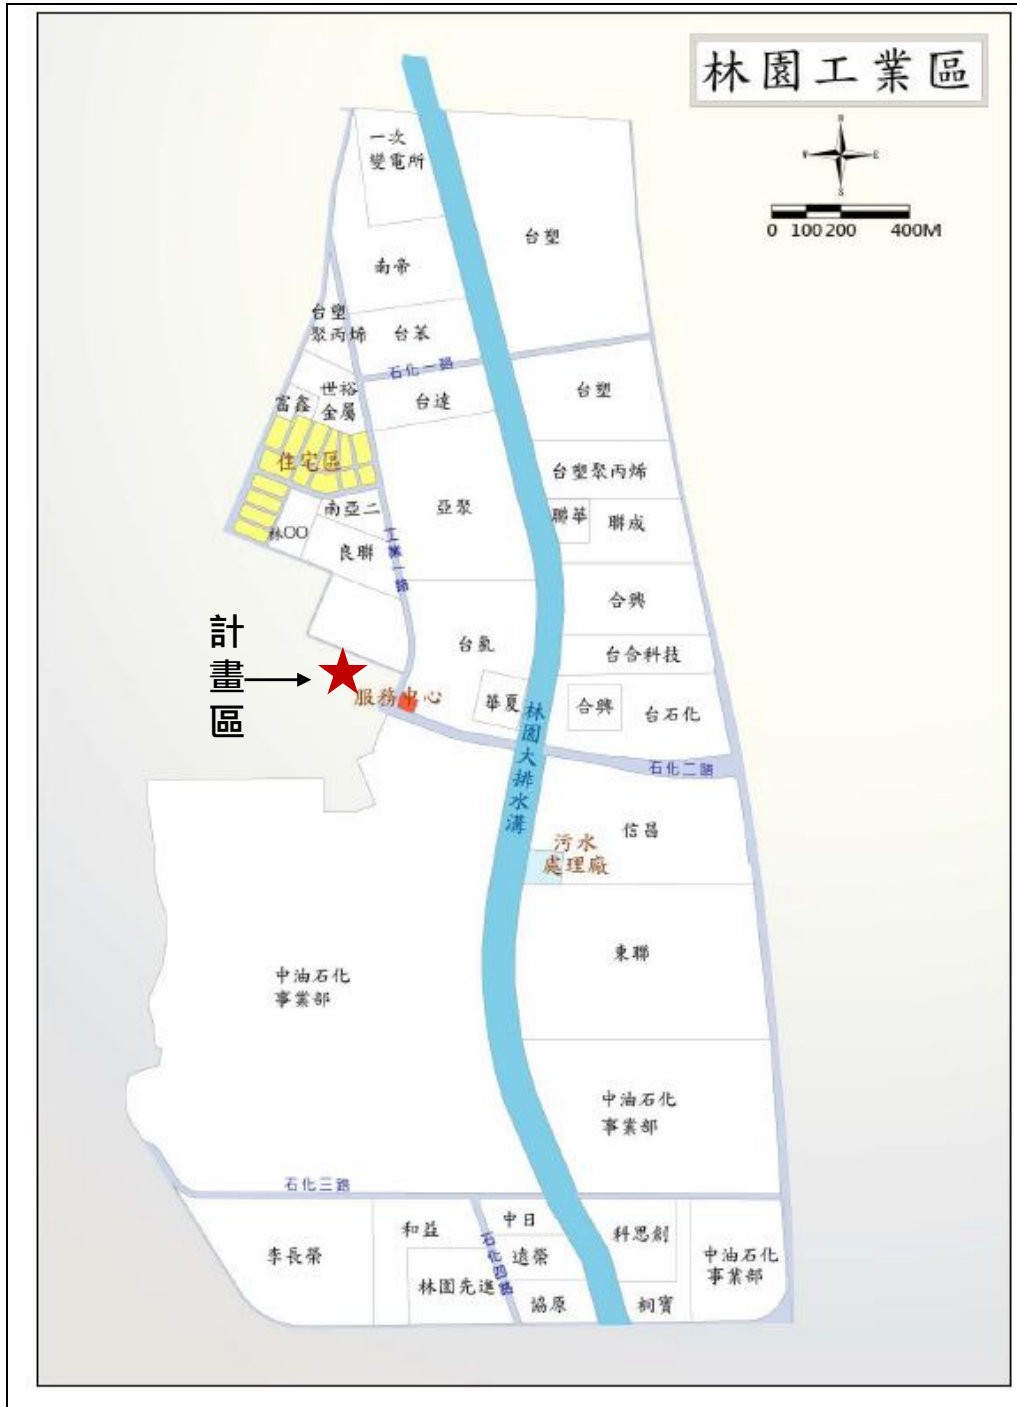 林園工業區
N
W
E
S
0 100 200 400M
一次
變電所
台塑
南帝
台塑
聚丙烯
台苯
石化一路
世裕
金屬
富鑫
台達
台塑
住宅區
台塑聚丙烯
南亞二
亞聚
聯華
聯成
林OO
良聯
工業一路
合興
計畫區
台氯
台合科技
服務中心
華夏
合興
台石化
林園大排水溝
石化二路
信昌
污水
處理廠
東聯
中油石化
事業部
中油石化
事業部
石化三路
和益
中日
科思創
李長榮
石化四路
遠榮
中油石化
事業部
林園先進
協原
祠寶